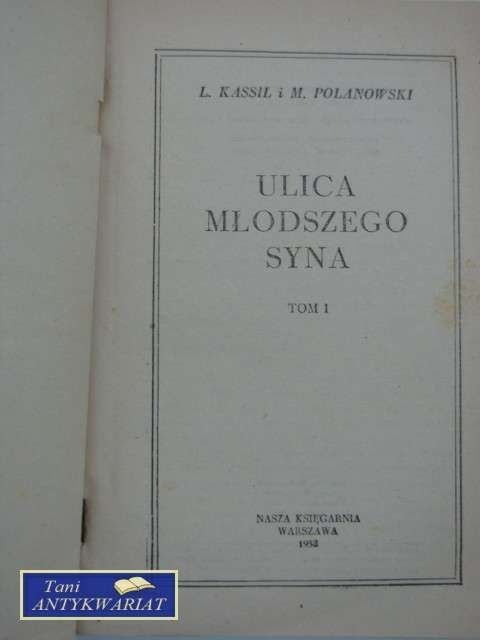 L. KASSIL i M. POLANOWSKI
ULICA
MŁODSZEGO
SYNA
TOM I
NASZA KSIĘGARNIA
WARSZAWA
1952
Tani
ANTYKWARIAT